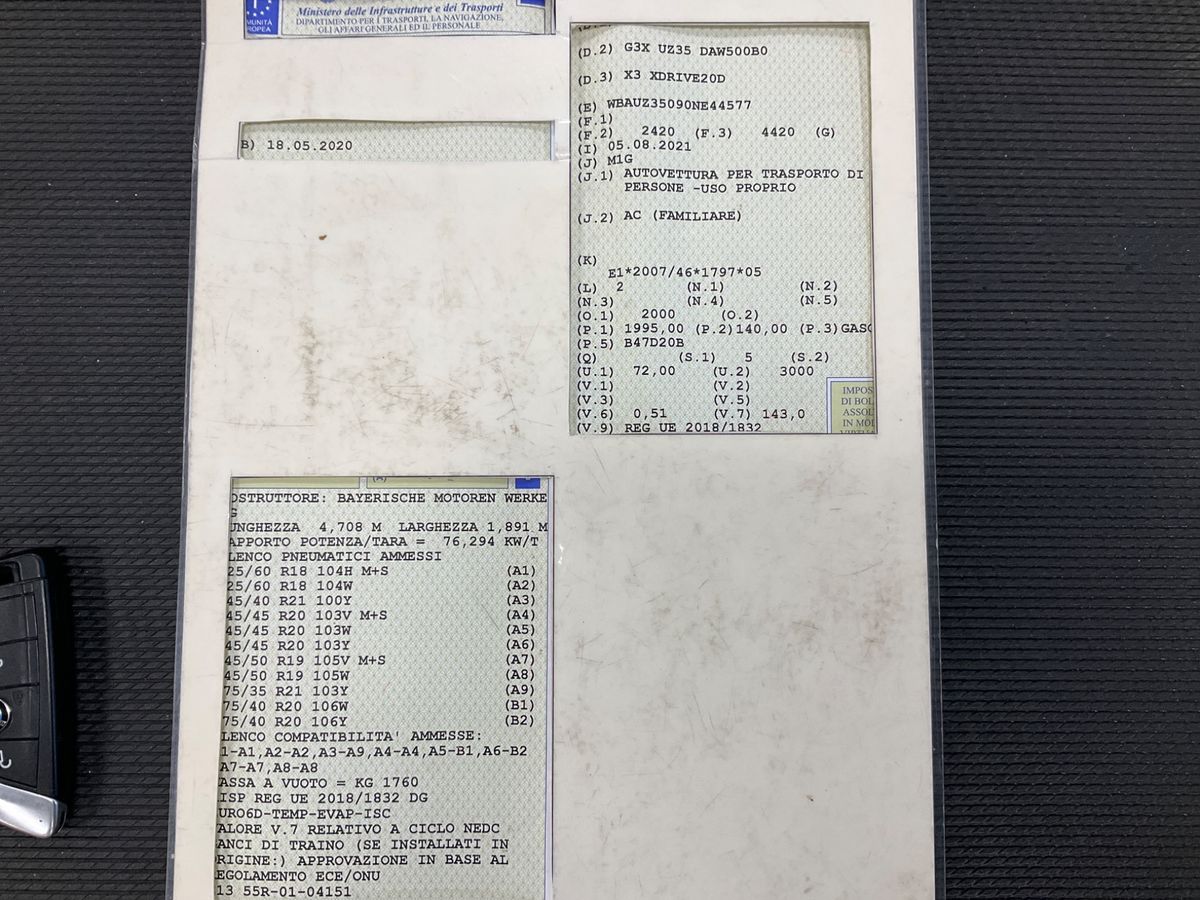 MUNITÀ
ROPEA
Ministero delle Infrastrutture e dei Trasporti
DIPARTIMENTO PER I TRASPORTI, LA NAVIGAZIONE,
GLI AFFARI GENERALI ED IL PERSONALE
B) 18.05.2020
(D.2) G3X UZ35 DAW500B0
(D.3) X3 XDRIVE20D
(E) WBAUZ35090NE44577
(F.1)
(F.2) 2420 (F.3) 4420 (G)
(I) 05.08.2021
(J) M1G
(J.1) AUTOVETTURA PER TRASPORTO DI
PERSONE -USO PROPRIO
(J.2) AC (FAMILIARE)
(K)
E1*2007/46*1797*05
(L) 2 (N.1) (N.2)
(N.3) (N.4) (N.5)
(O.1) 2000 (O.2)
(P.1) 1995,00 (P.2)140,00 (P.3)GASO
(P.5) B47D20B
(Q) (S.1) 5 (S.2)
(U.1) 72,00 (U.2) 3000
(V.1) (V.2)
(V.3) (V.5)
(V.6) 0,51 (V.7) 143,0
(V.9) REG UE 2018/1832
IMPOS
DI BOL
ASSOL
IN MOD
VIRTUA
OSTRUTTORE: BAYERISCHE MOTOREN WERKE
G
UNGHEZZA 4,708 M LARGHEZZA 1,891 M
APPORTO POTENZA/TARA = 76,294 KW/T
LENCO PNEUMATICI AMMESSI
25/60 R18 104H M+S (A1)
25/60 R18 104W (A2)
45/40 R21 100Y (A3)
45/45 R20 103V M+S (A4)
45/45 R20 103W (A5)
45/45 R20 103Y (A6)
45/50 R19 105V M+S (A7)
45/50 R19 105W (A8)
75/35 R21 103Y (A9)
75/40 R20 106W (B1)
75/40 R20 106Y (B2)
LENCO COMPATIBILITA' AMMESSE:
1-A1,A2-A2,A3-A9,A4-A4,A5-B1,A6-B2
A7-A7,A8-A8
ASSA A VUOTO = KG 1760
ISP REG UE 2018/1832 DG
URO6D-TEMP-EVAP-ISC
ALORE V.7 RELATIVO A CICLO NEDC
ANCI DI TRAINO (SE INSTALLATI IN
RIGINE:) APPROVAZIONE IN BASE AL
EGOLAMENTO ECE/ONU
13 55R-01-04151